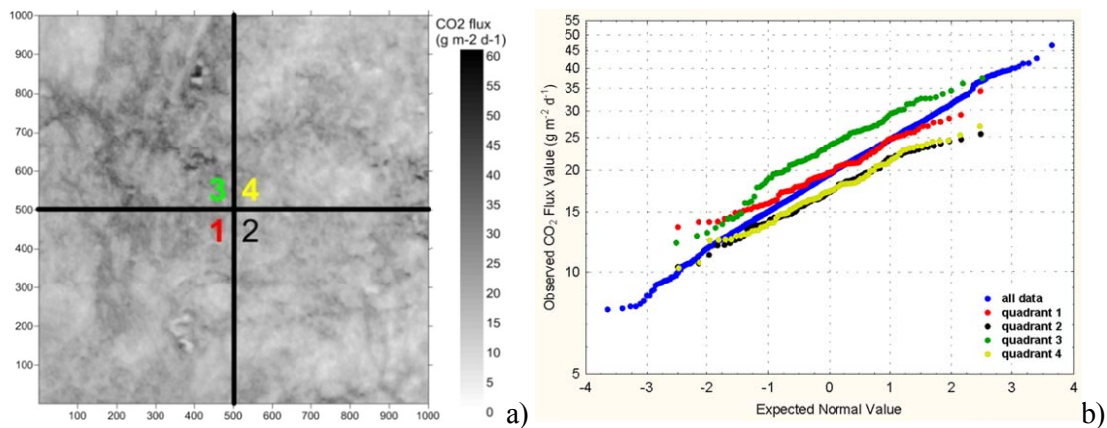 CO2 flux
(g m-2 d-1)
1000
900
800
700
600
500
400
300
200
100
100 200 300 400 500 600 700 800 900 1000
3 4
1 2
60
55
50
45
40
35
30
25
20
15
10
5
0
a)
Observed CO₂ Flux Value (g m⁻² d⁻¹)
55
50
45
40
35
30
25
20
15
10
5
-4 -3 -2 -1 0 1 2 3 4
Expected Normal Value
all data
quadrant 1
quadrant 2
quadrant 3
quadrant 4
b)